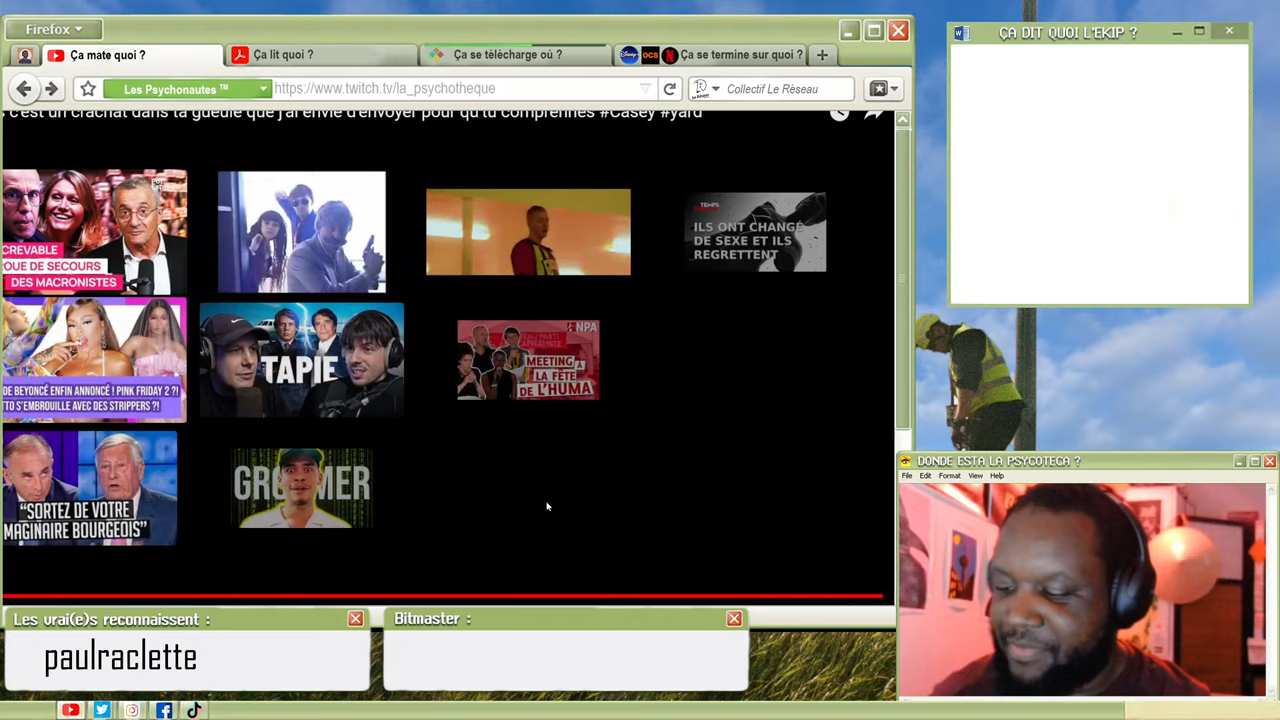 Firefox
ÇA DIT QUOI L'EKIP ?
Ça mate quoi ?
Ça lit quoi ?
Ça se télécharge où ?
Ça se termine sur quoi ?
Les Psychonautes ™
https://www.twitch.tv/la_psychotheque
Collectif Le Réseau
c'est un crachat dans ta gueule que j'ai envie d'envoyer pour qu'tu comprennes #Casey #yard
CREVABLE
OUE DE SECOURS
DES MACRONISTES
TEMPS
ILS ONT CHANGÉ
DE SEXE ET ILS
REGRETTENT
DE BEYONCÉ ENFIN ANNONCÉ ! PINK FRIDAY 2 ?!
TO S'EMBROUILLE AVEC DES STRIPPERS ?!
TAPIE
NPA
MEETING À
LA FÊTE
DE L'HUMA
"SORTEZ DE VOTRE
MAGINAIRE BOURGEOIS"
DONDE ESTA LA PSYCOTECA ?
File Edit Format View Help
Les vrai(e)s reconnaissent :
paulraclette
Bitmaster :